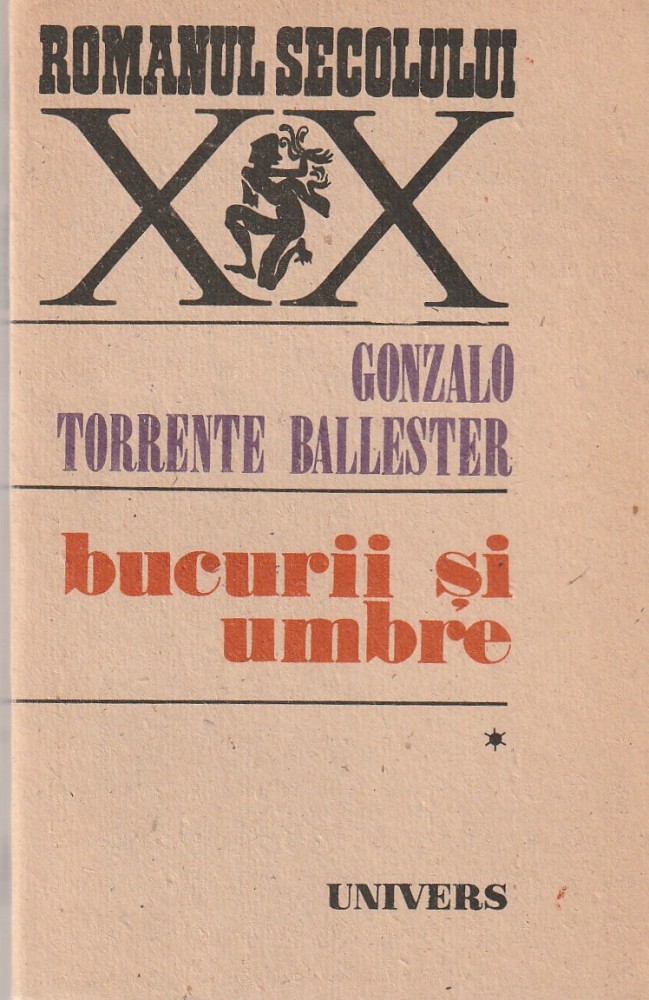 ROMANUL SECOLULUI
XX
GONZALO
TORRENTE BALLESTER
bucurii și
umbre
*
UNIVERS